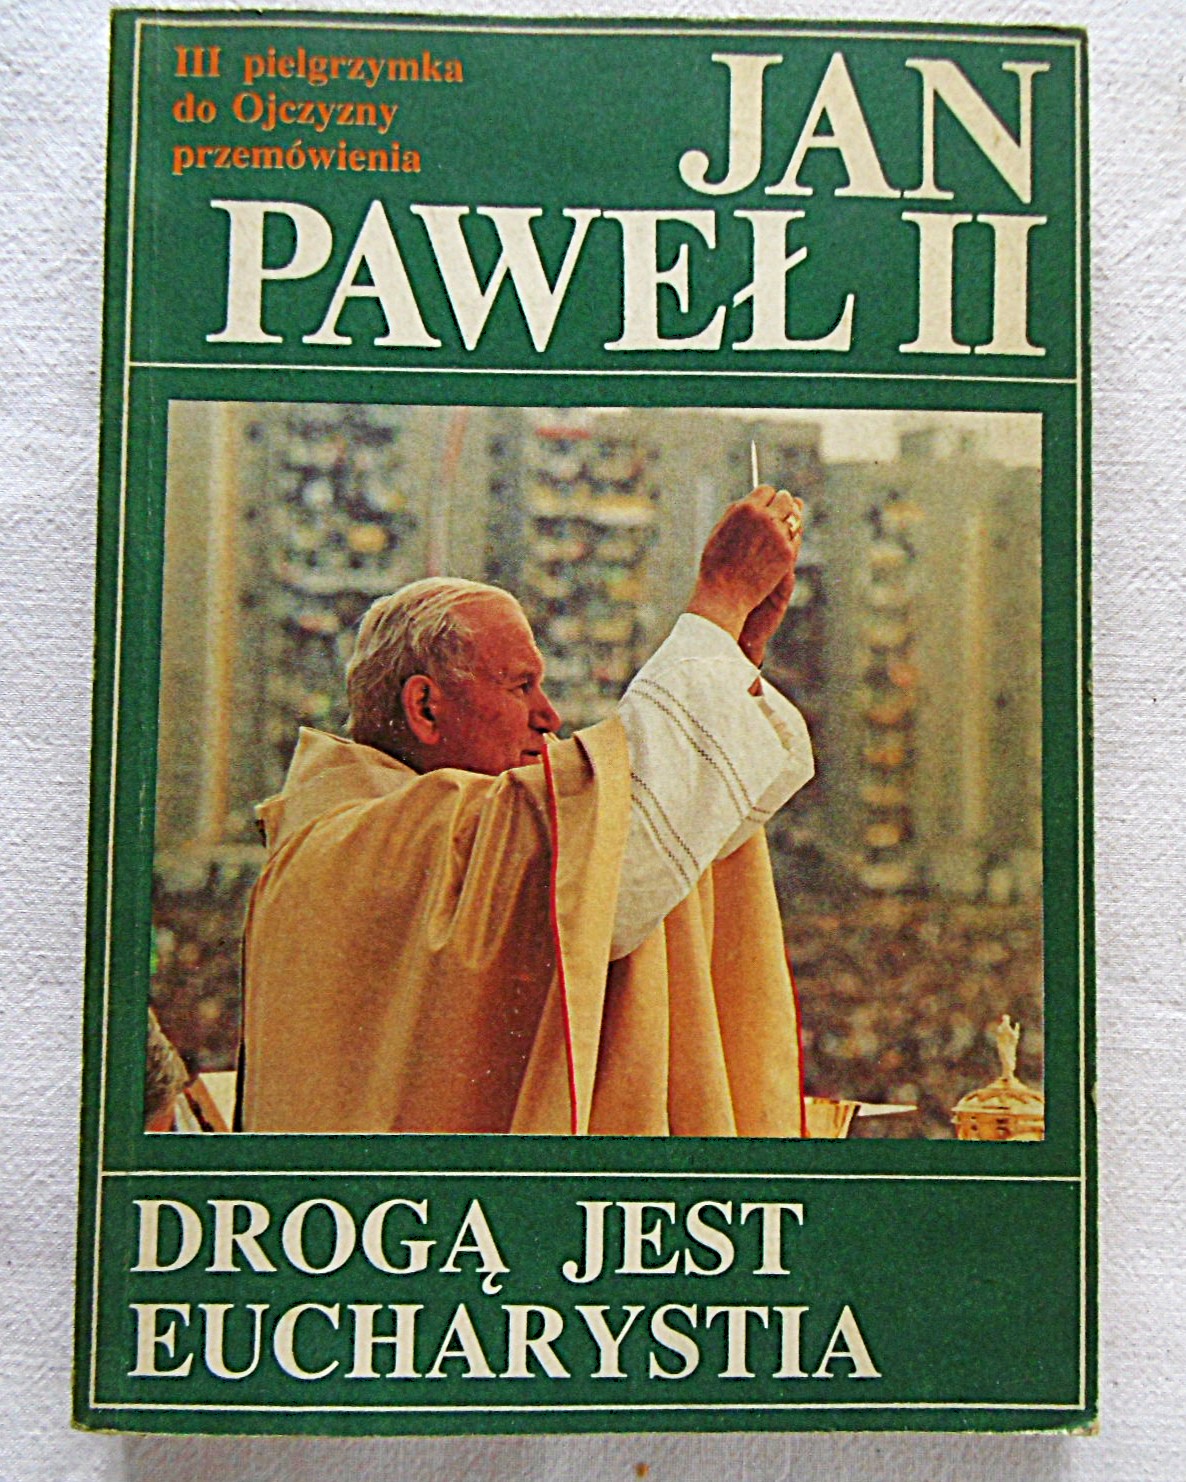 III pielgrzymka
do Ojczyzny
przemówienia
JAN
PAWEŁ II
DROGĄ JEST
EUCHARYSTIA